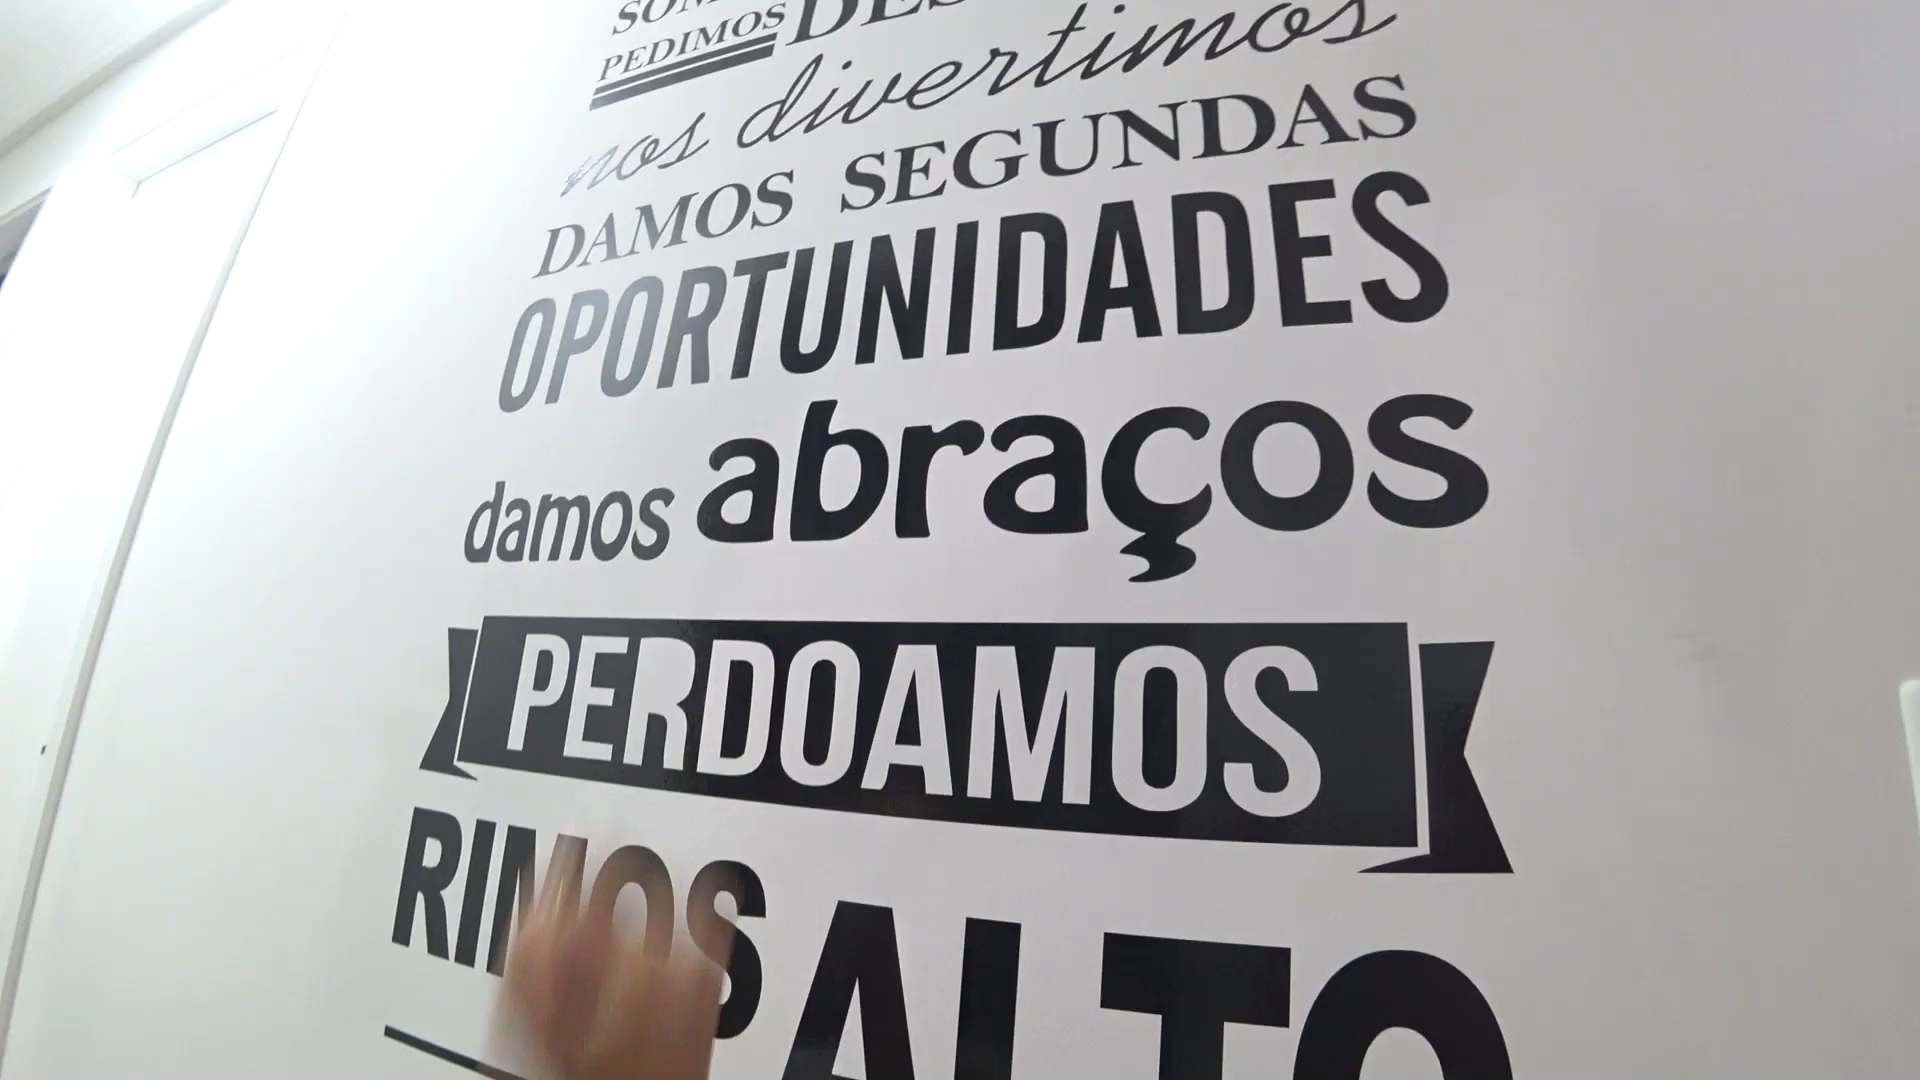 PEDIMOS
nos divertimos
DAMOS SEGUNDAS
OPORTUNIDADES
damos abraços
PERDOAMOS
RIMOS ALTO